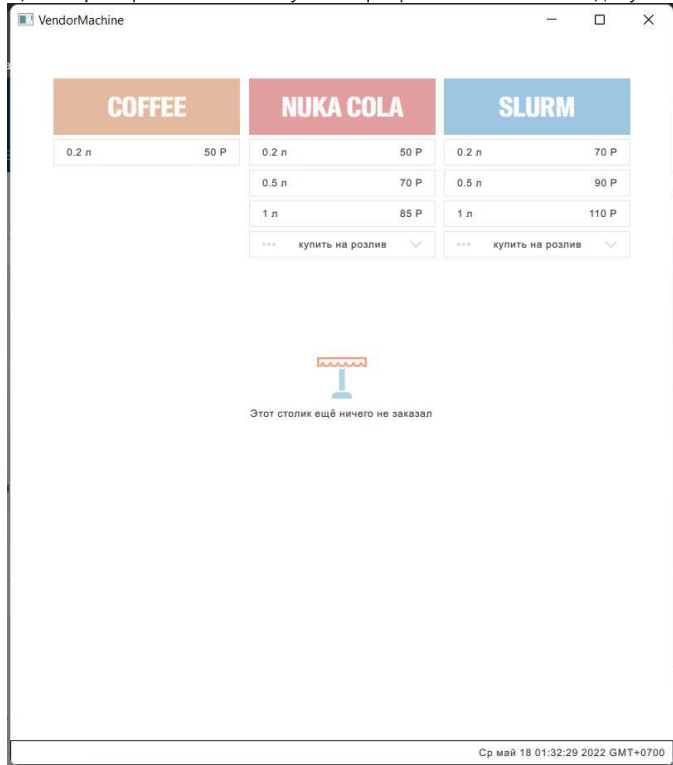 VendorMachine
COFFEE
0.2 л 50 Р
NUKA COLA
0.2 л 50 Р
0.5 л 70 Р
1 л 85 Р
купить на розлив
SLURM
0.2 л 70 Р
0.5 л 90 Р
1 л 110 Р
купить на розлив
Этот столик ещё ничего не заказал
Ср май 18 01:32:29 2022 GMT+0700